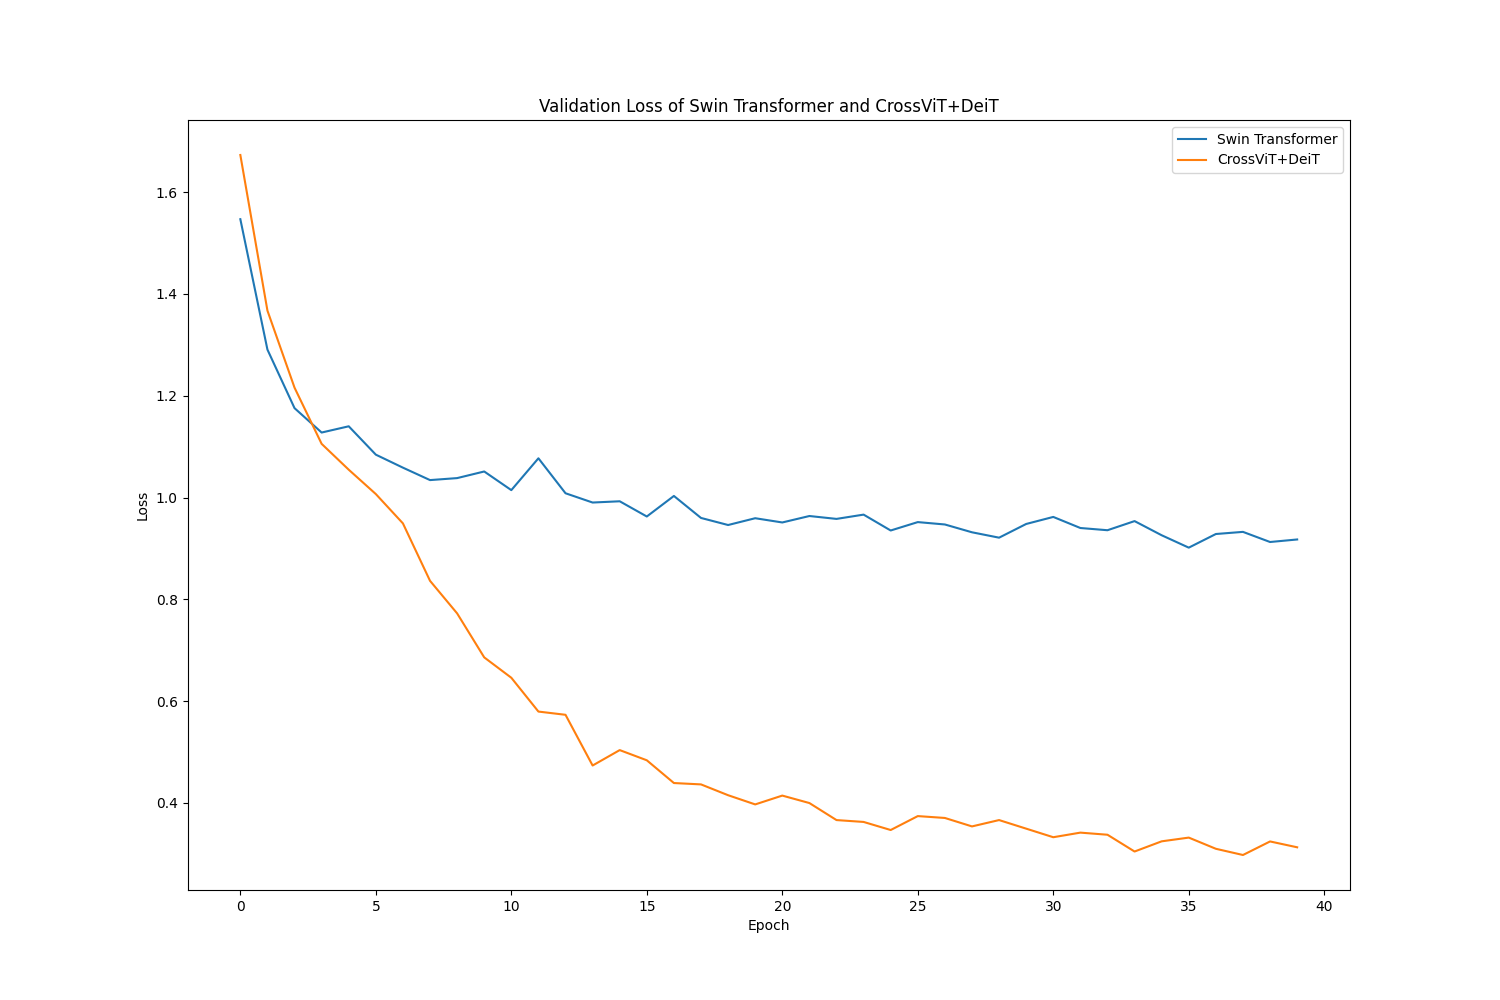 Validation Loss of Swin Transformer and CrossViT+DeiT
Swin Transformer
CrossViT+DeiT
1.6
1.4
1.2
1.0
0.8
0.6
0.4
Loss
0 5 10 15 20 25 30 35 40
Epoch